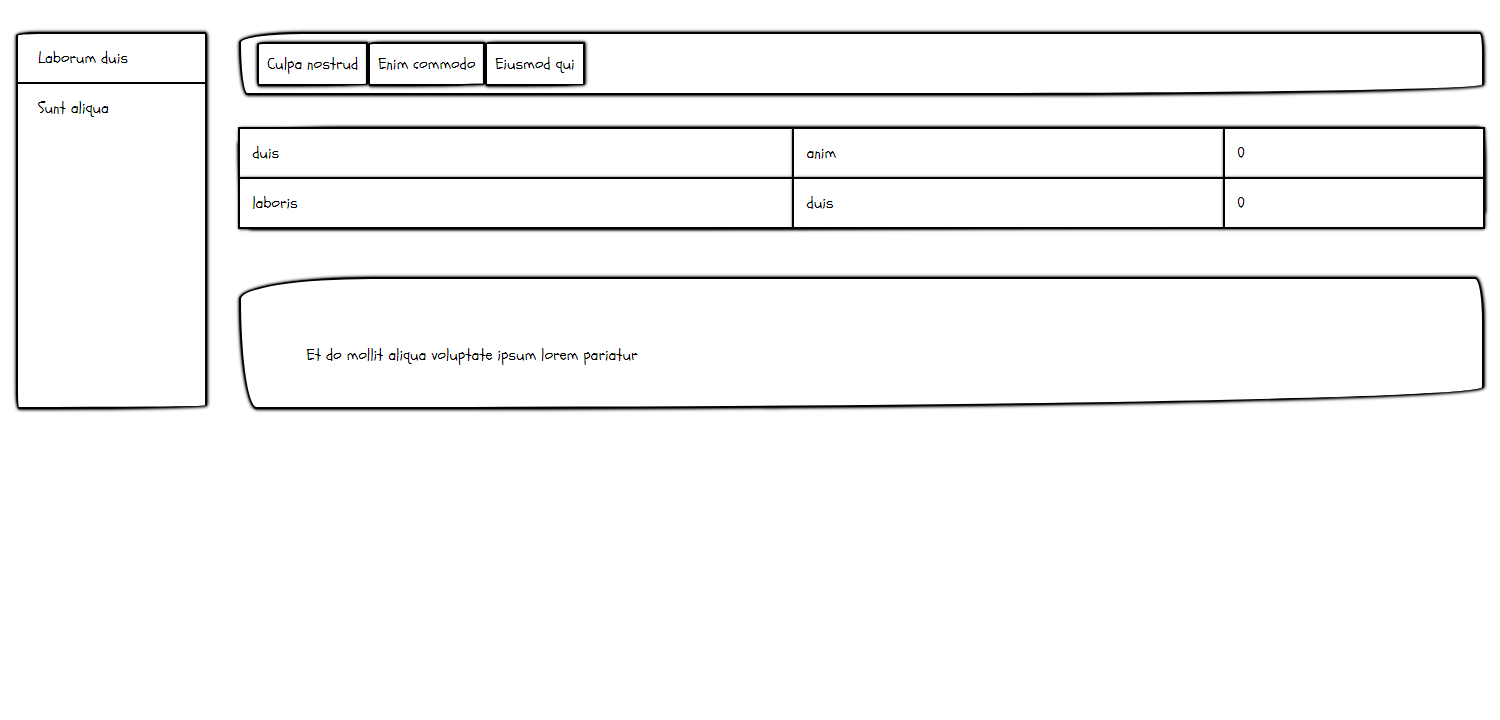 Laborum duis
Sunt aliqua
Culpa nostrud Enim commodo Eiusmod qui
duis anim 0
laboris duis 0
Et do mollit aliqua voluptate ipsum lorem pariatur